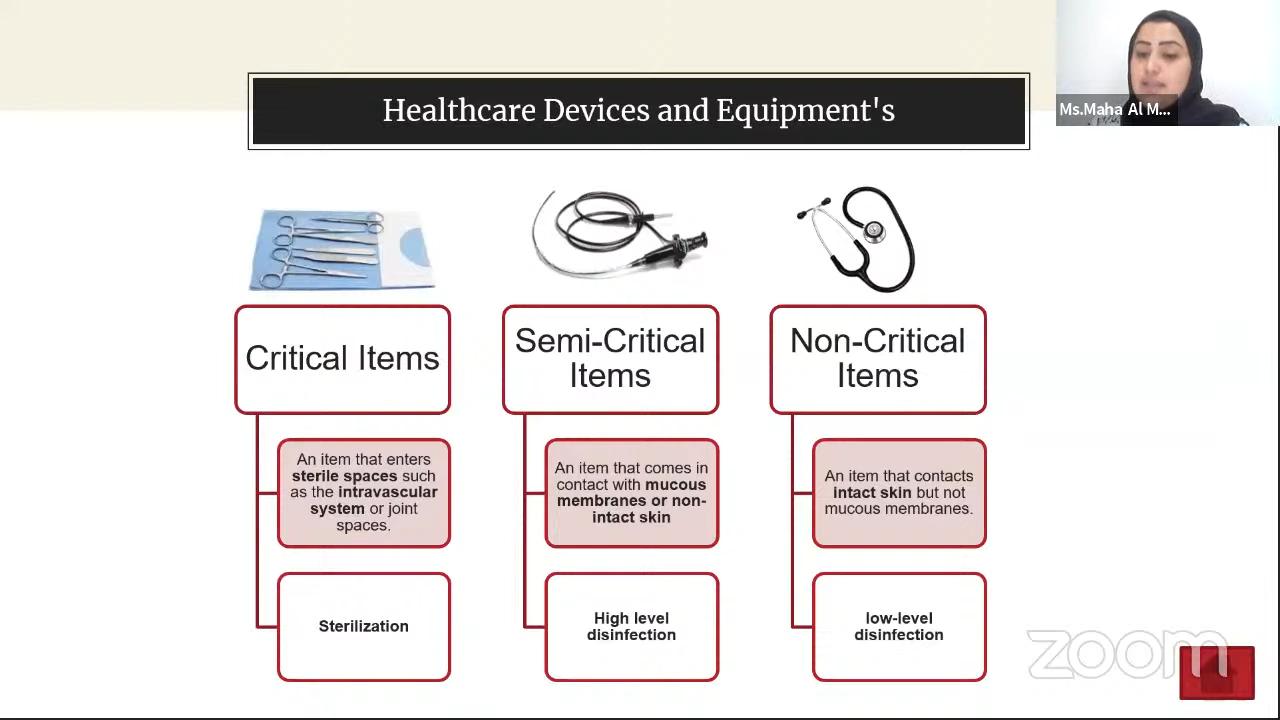 Healthcare Devices and Equipment's
Ms.Maha Al M...
Critical Items
An item that enters
sterile spaces such
as the intravascular
system or joint
spaces.
Sterilization
Semi-Critical
Items
An item that comes in
contact with mucous
membranes or non-
intact skin
High level
disinfection
Non-Critical
Items
An item that contacts
intact skin but not
mucous membranes.
low-level
disinfection
zoom